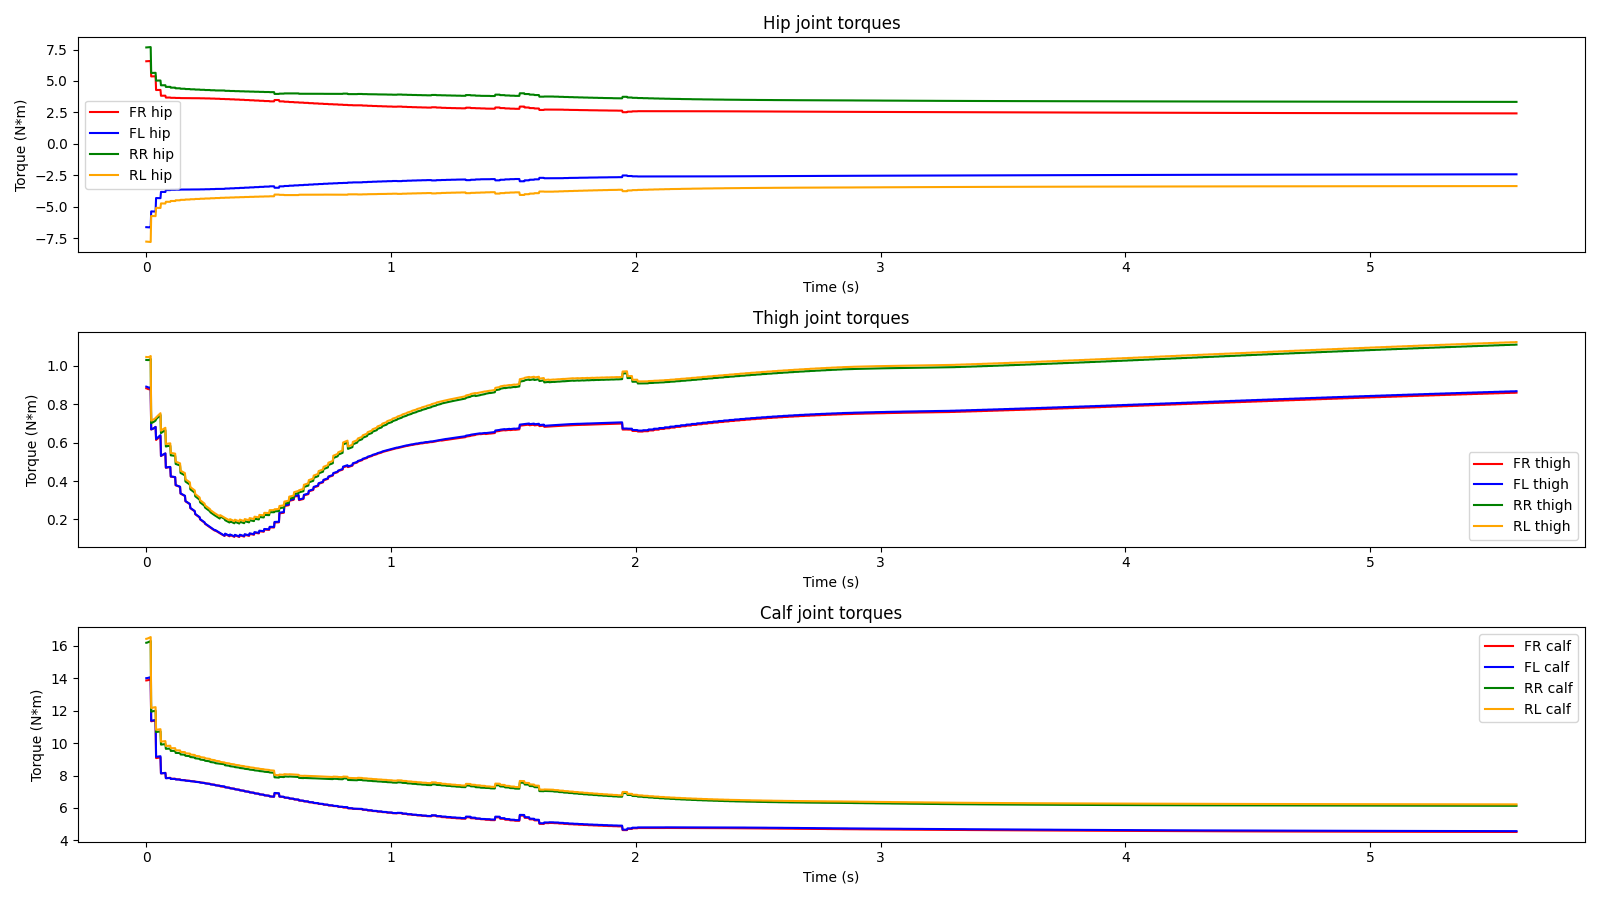 Hip joint torques
Torque (N*m)
7.5
5.0
2.5
0.0
−2.5
−5.0
−7.5
FR hip
FL hip
RR hip
RL hip
0 1 2 3 4 5
Time (s)
Thigh joint torques
Torque (N*m)
1.0
0.8
0.6
0.4
0.2
FR thigh
FL thigh
RR thigh
RL thigh
0 1 2 3 4 5
Time (s)
Calf joint torques
Torque (N*m)
16
14
12
10
8
6
4
FR calf
FL calf
RR calf
RL calf
0 1 2 3 4 5
Time (s)